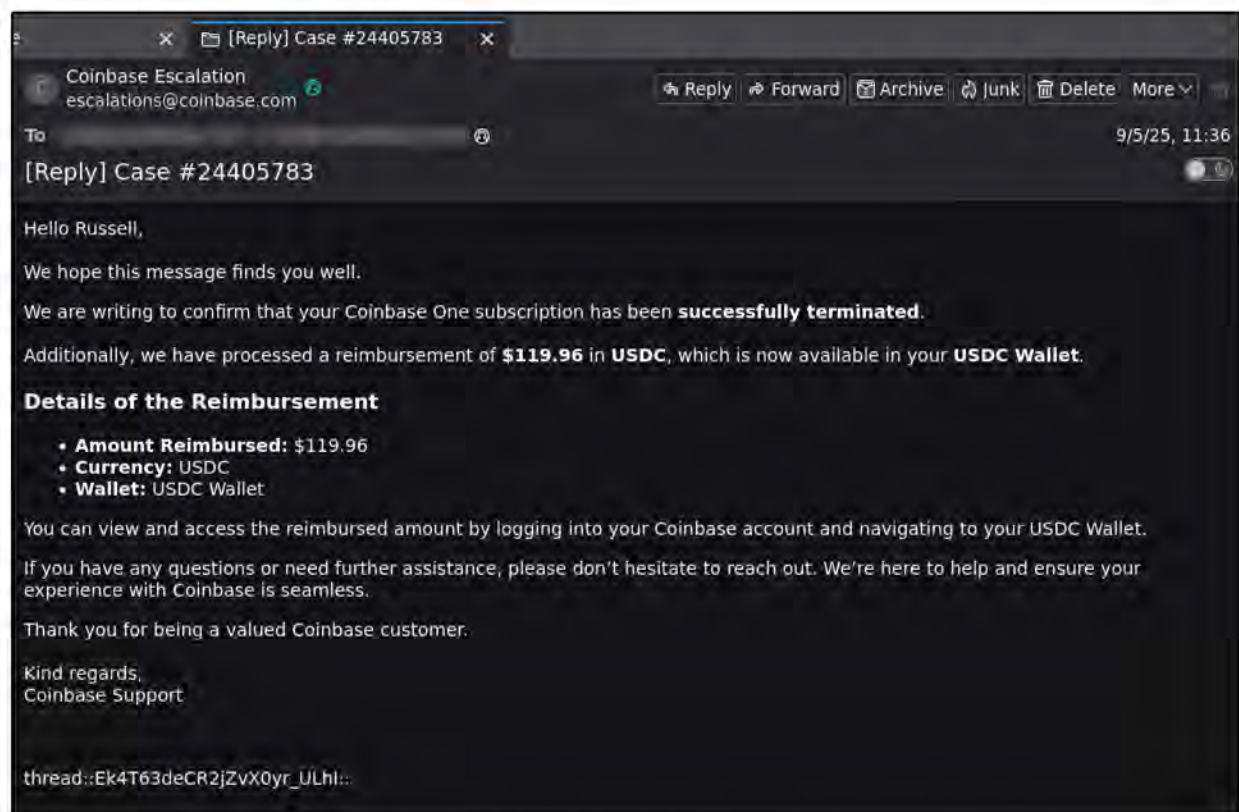 [Reply] Case #24405783
Coinbase Escalation
escalations@coinbase.com
Reply
Forward
Archive
Junk
Delete
More
To
9/5/25, 11:36
[Reply] Case #24405783
Hello Russell,
We hope this message finds you well.
We are writing to confirm that your Coinbase One subscription has been successfully terminated.
Additionally, we have processed a reimbursement of $119.96 in USDC, which is now available in your USDC Wallet.
Details of the Reimbursement
• Amount Reimbursed: $119.96
• Currency: USDC
• Wallet: USDC Wallet
You can view and access the reimbursed amount by logging into your Coinbase account and navigating to your USDC Wallet.
If you have any questions or need further assistance, please don’t hesitate to reach out. We’re here to help and ensure your
experience with Coinbase is seamless.
Thank you for being a valued Coinbase customer.
Kind regards,
Coinbase Support
thread::Ek4T63deCR2jZvX0yr_ULhI::